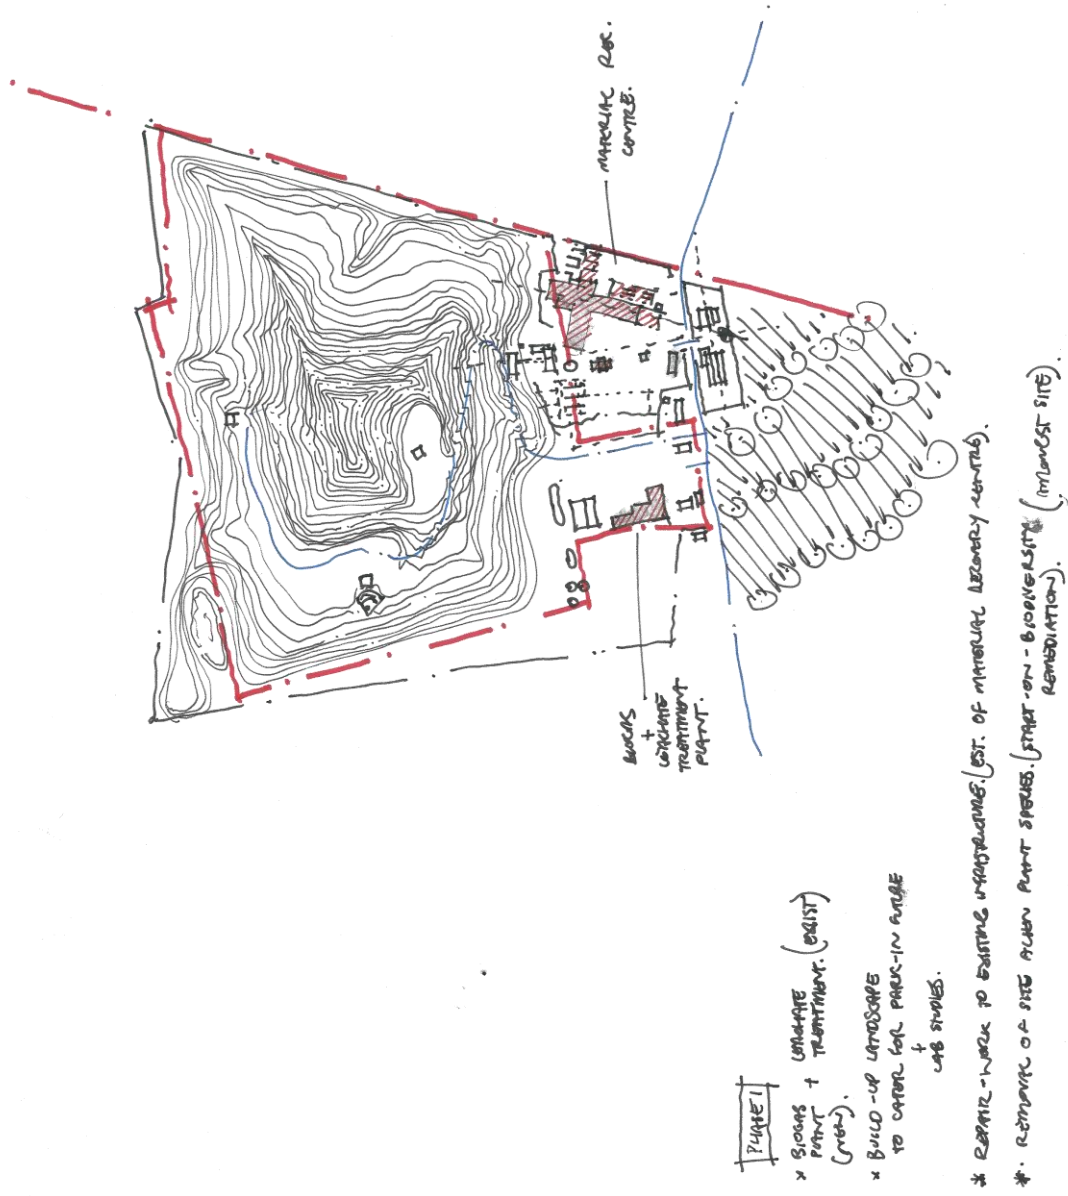 MATERIAL REC.
CENTRE.
BIOGAS
+
LEACHATE
TREATMENT
PLANT.
PHASE 1
x BIOGAS + LEACHATE
PLANT TREATMENT. (EXIST)
(NEW).
x BUILD-UP LANDSCAPE
TO CATER FOR PARK-IN FUTURE
+
LAB STUDIES.
* REPAIR-WORK TO EXISTING INFRASTRUCTURE. (EST. OF MATERIAL RECOVERY CENTRE).
*. REMOVAL OF SITE ALIEN PLANT SPECIES. (START-ON-BIODIVERSITY (                SITE)
REMEDIATION).